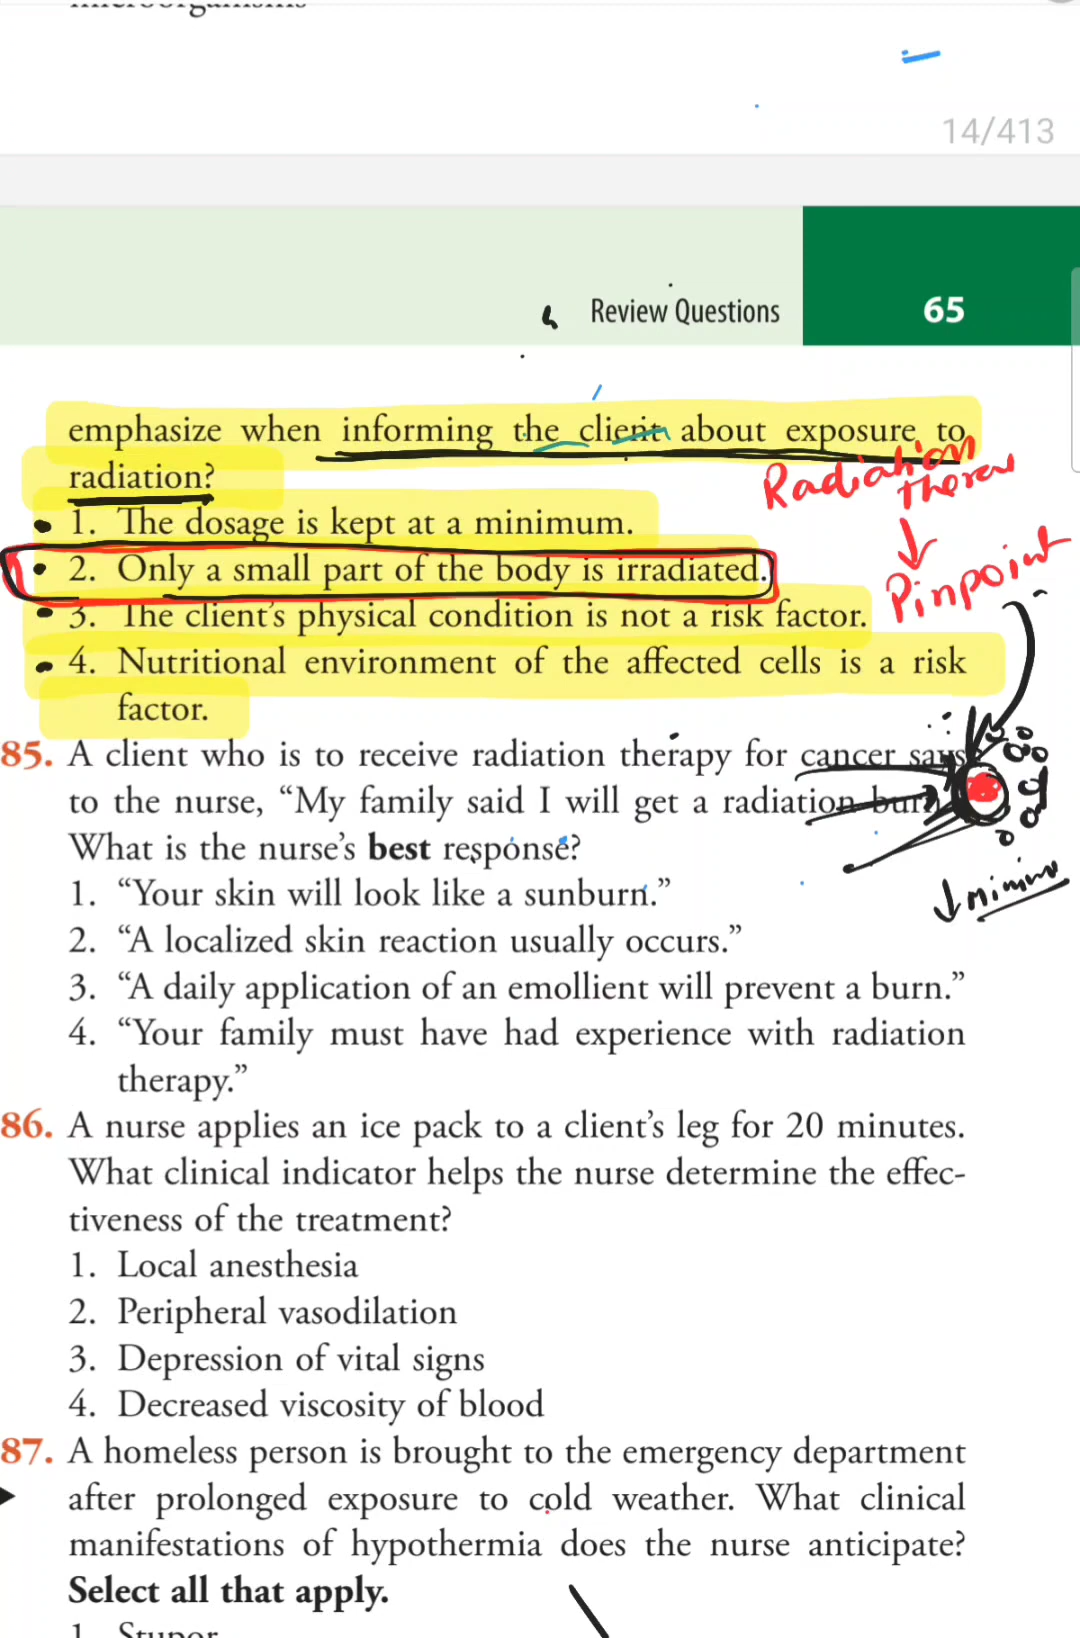 14/413
Review Questions 65
emphasize when informing the client about exposure to
radiation?
1. The dosage is kept at a minimum.
2. Only a small part of the body is irradiated.
3. The client's physical condition is not a risk factor.
4. Nutritional environment of the affected cells is a risk
factor.
Radiation
↓
Pinpoint
85. A client who is to receive radiation therapy for cancer says
to the nurse, “My family said I will get a radiation
What is the nurse’s best response?
1. “Your skin will look like a sunburn.”
2. “A localized skin reaction usually occurs.”
3. “A daily application of an emollient will prevent a burn.”
4. “Your family must have had experience with radiation
therapy.”
86. A nurse applies an ice pack to a client’s leg for 20 minutes.
What clinical indicator helps the nurse determine the effec-
tiveness of the treatment?
1. Local anesthesia
2. Peripheral vasodilation
3. Depression of vital signs
4. Decreased viscosity of blood
87. A homeless person is brought to the emergency department
after prolonged exposure to cold weather. What clinical
manifestations of hypothermia does the nurse anticipate?
Select all that apply.
1. Stupor